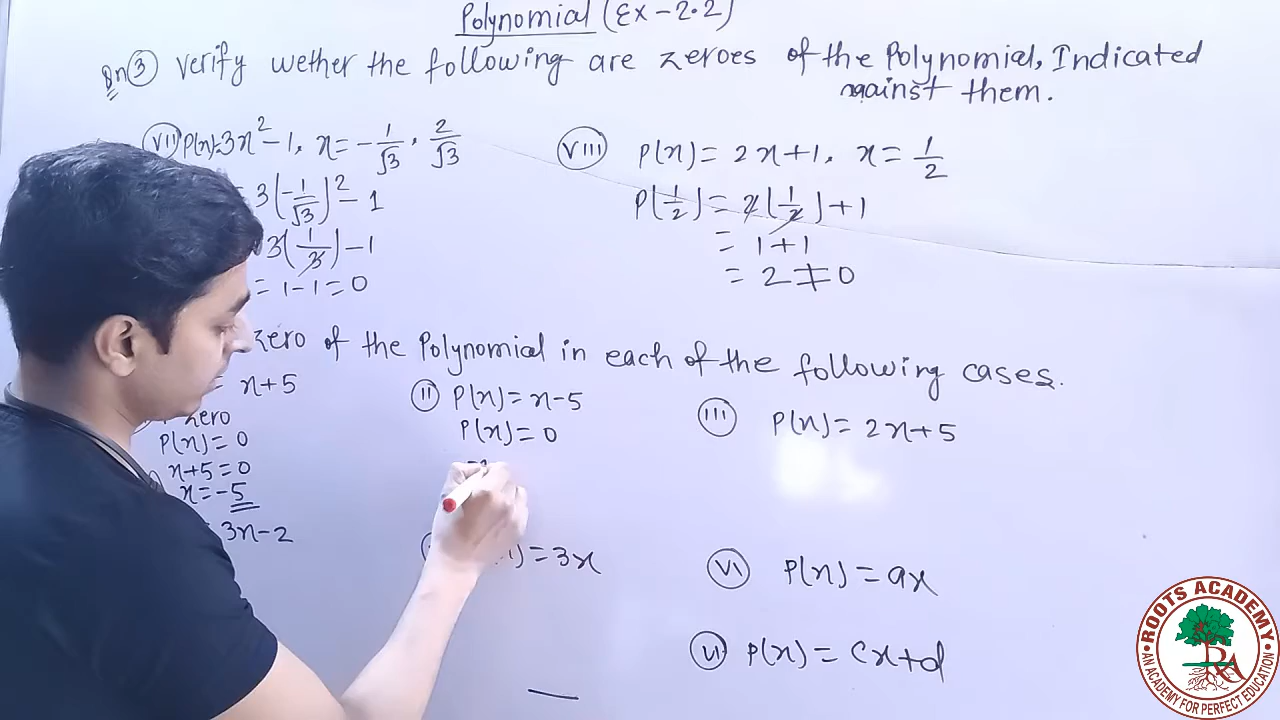 Polynomial (Ex-2.2)
Qn③ Verify wether the following are zeroes of the Polynomial, Indicated
against them.
(VII) P(x)=3x²-1, x=-1/√3, 2/√3
3(-1/√3)²-1
3(1/3)-1
=1-1=0
(VIII) P(x)=2x+1, x=1/2
P(1/2)=2(1/2)+1
=1+1
=2≠0
zero of the Polynomial in each of the following cases.
= x+5
zero
P(x)=0
x+5=0
x=-5
(II) P(x)=x-5
P(x)=0
(III) P(x)=2x+5
3x-2
)=3x
(VI) P(x)=ax
(VI) P(x)=cx+d
ROOTS ACADEMY
RA
AN ACADEMY FOR PERFECT EDUCATION